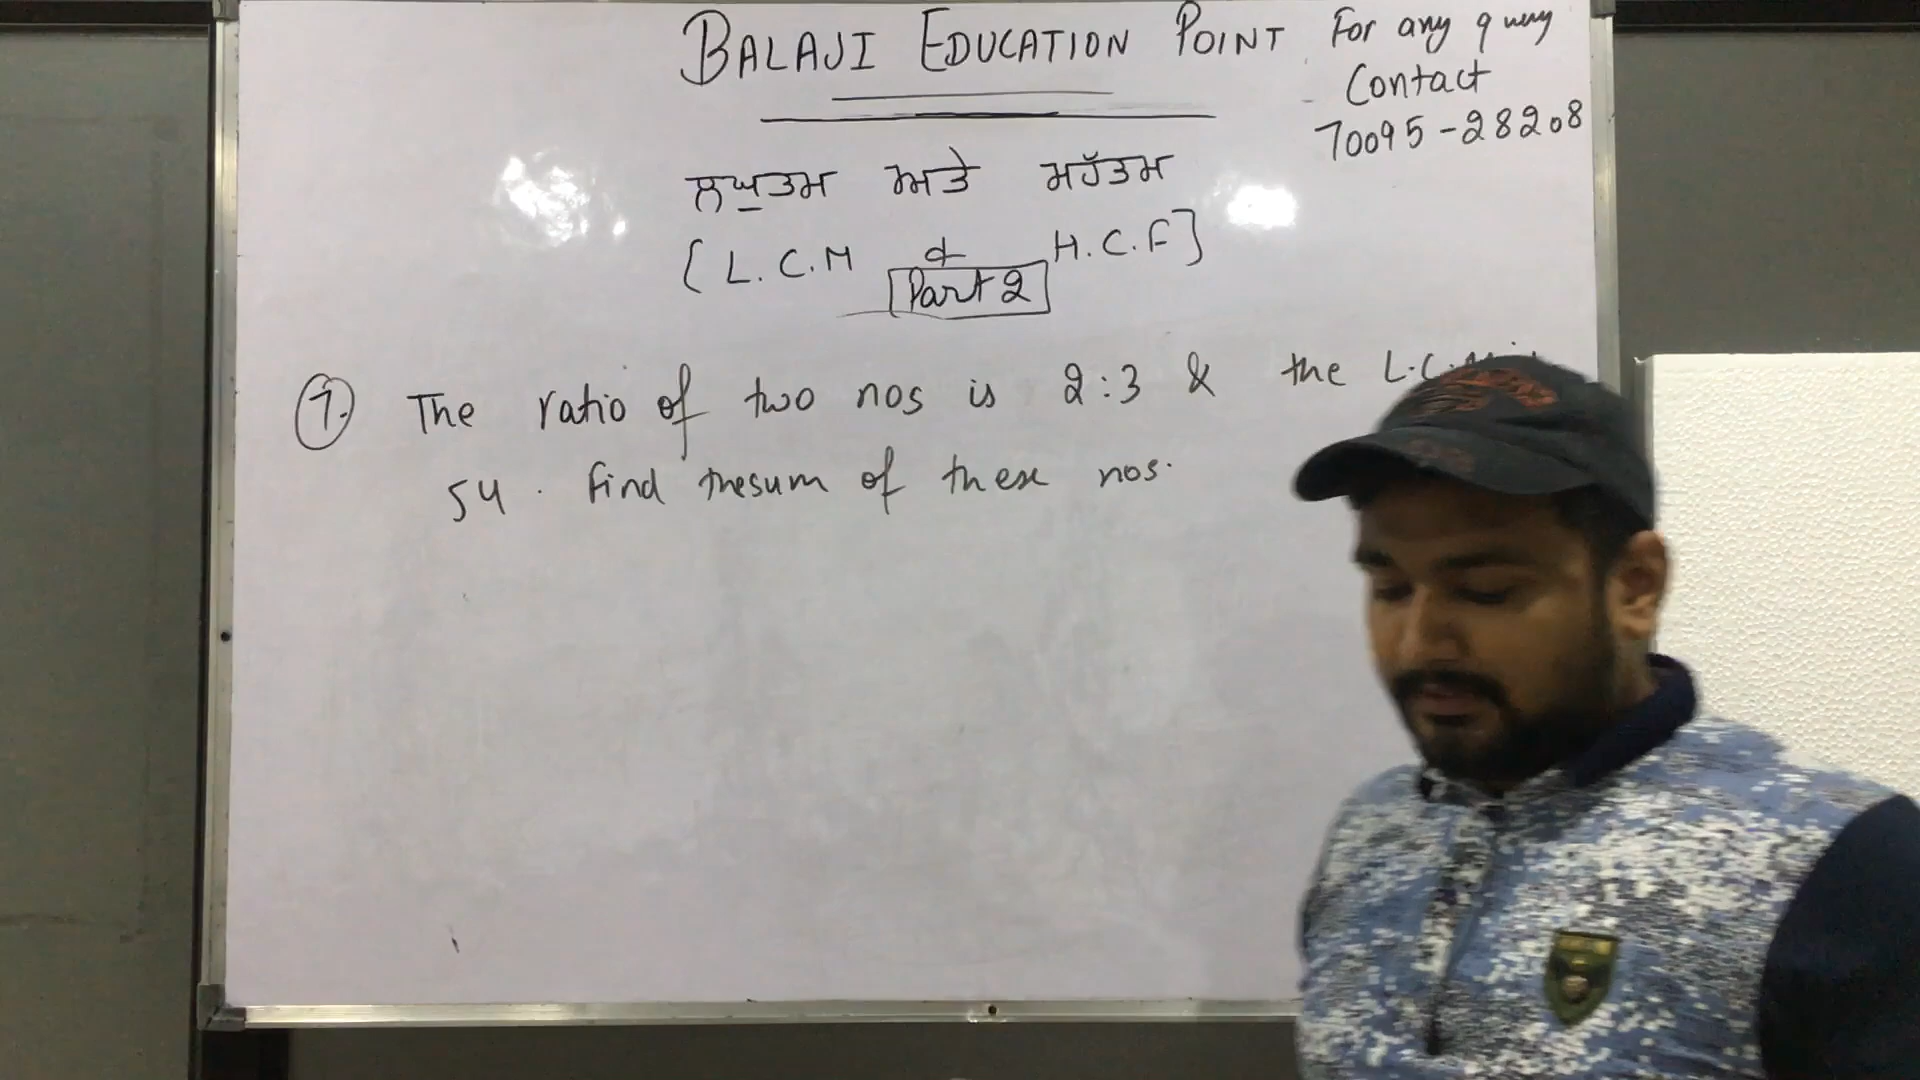 BALAJI EDUCATION POINT
For any query
Contact
70095-28208
ਲਘੁਤਮ ਅਤੇ ਮਹੱਤਮ
[L.C.M & H.C.F]
Part 2
7. The ratio of two nos is 2:3 & the L.C.M
54. Find the sum of these nos.